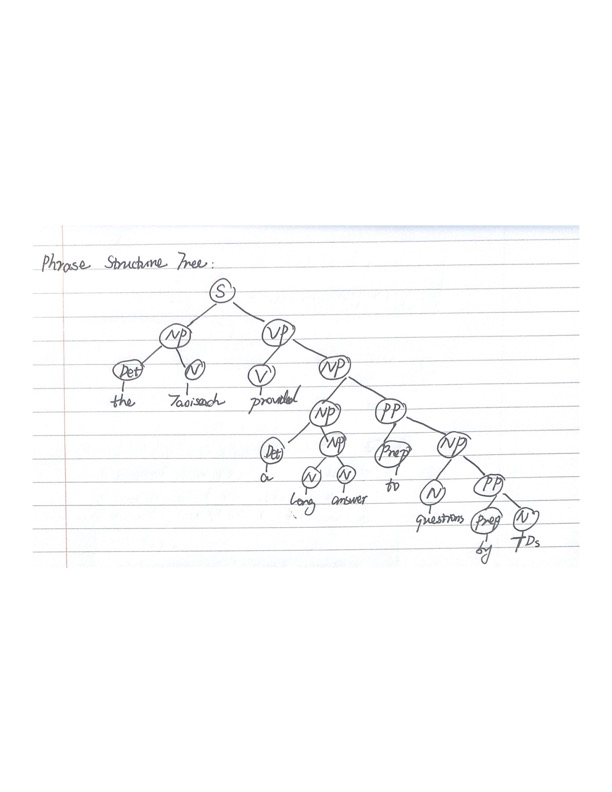 Phrase Structure Tree:
S
NP VP
Det N V NP
the Taoiseach provided
NP PP
Det NP Prep NP
a N N to N PP
long answer questions Prep N
by TDs